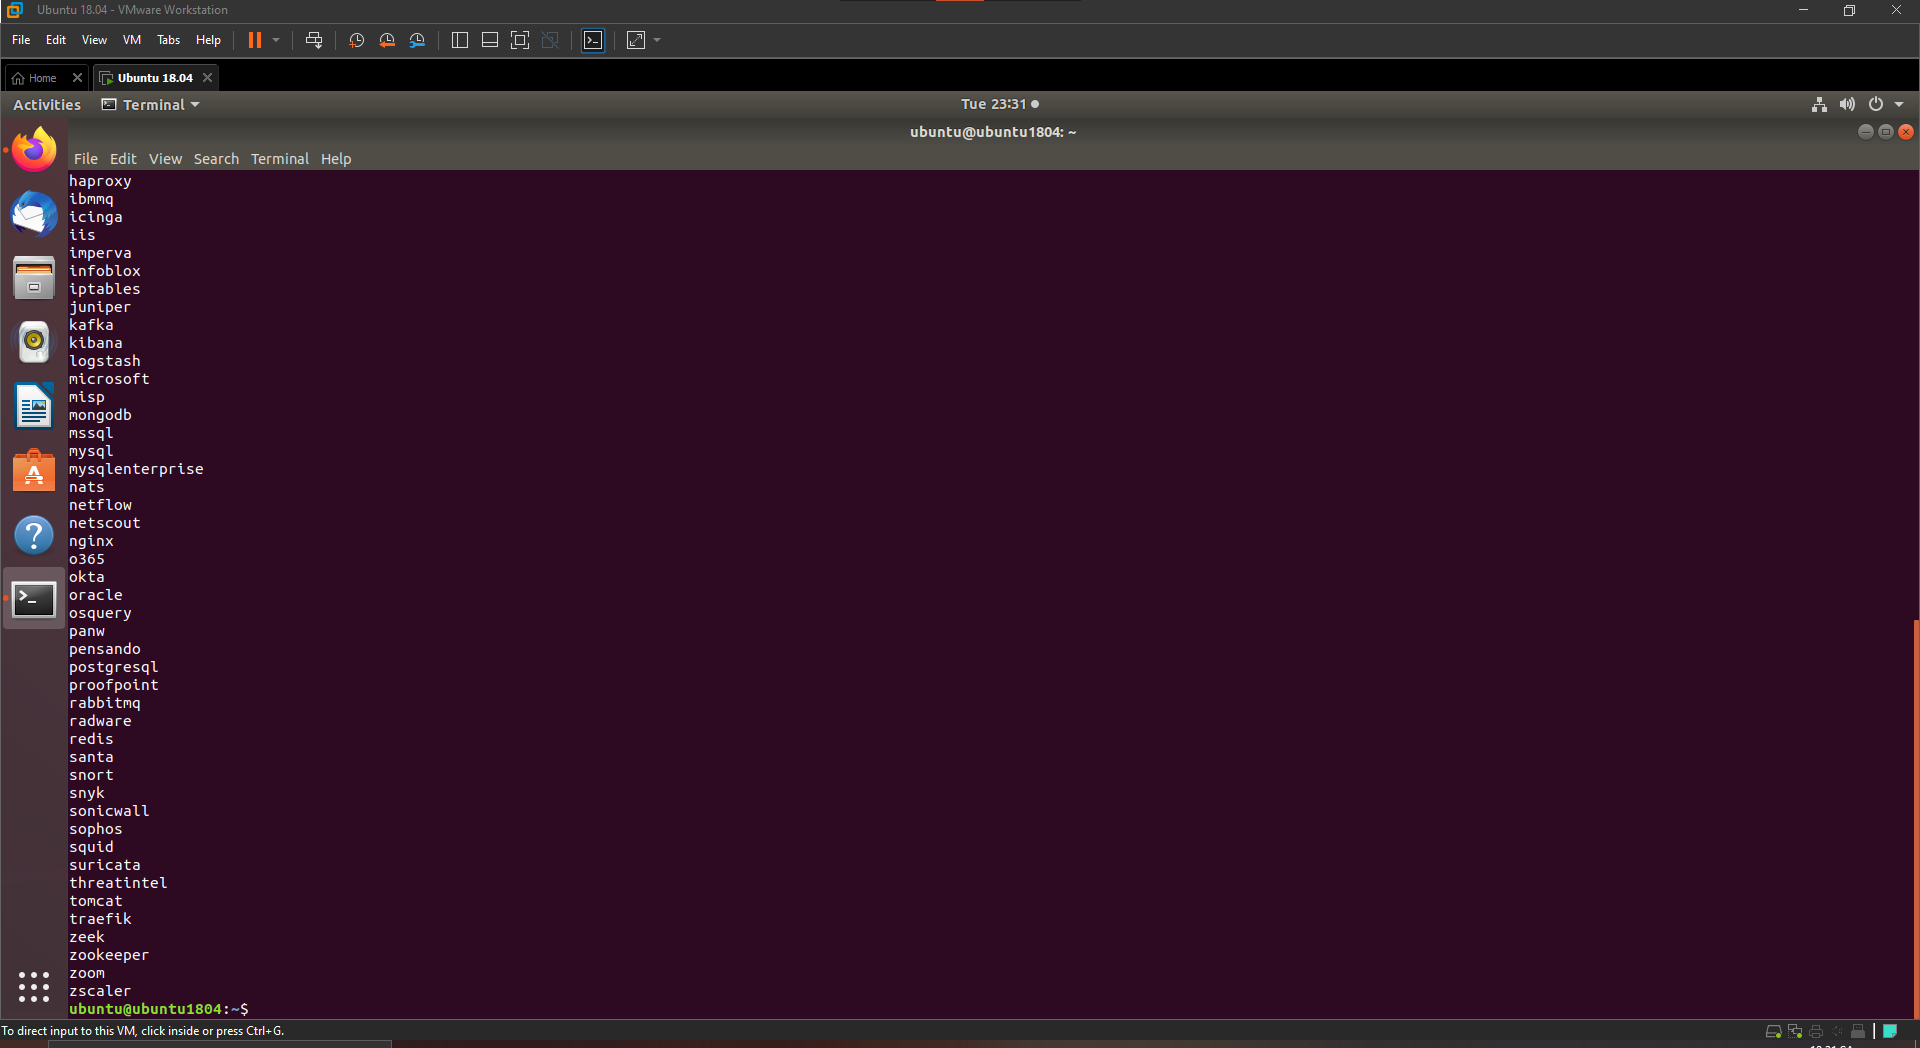 Ubuntu 18.04 - VMware Workstation
File Edit View VM Tabs Help
Home Ubuntu 18.04
Activities Terminal Tue 23:31
ubuntu@ubuntu1804: ~
File Edit View Search Terminal Help
haproxy
ibmmq
icinga
iis
imperva
infoblox
iptables
juniper
kafka
kibana
logstash
microsoft
misp
mongodb
mssql
mysql
mysqlenterprise
nats
netflow
netscout
nginx
o365
okta
oracle
osquery
panw
pensando
postgresql
proofpoint
rabbitmq
radware
redis
santa
snort
snyk
sonicwall
sophos
squid
suricata
threatintel
tomcat
traefik
zeek
zookeeper
zoom
zscaler
ubuntu@ubuntu1804:~$
To direct input to this VM, click inside or press Ctrl+G.